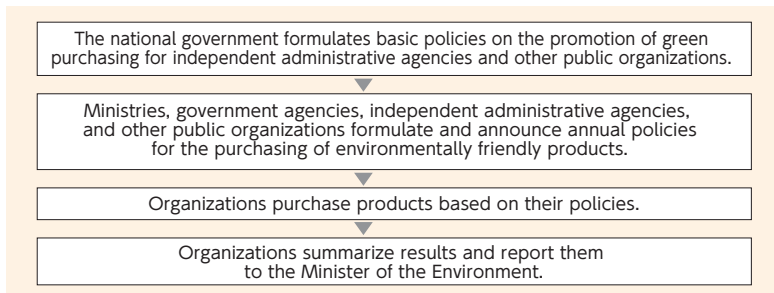 The national government formulates basic policies on the promotion of green
purchasing for independent administrative agencies and other public organizations.
Ministries, government agencies, independent administrative agencies,
and other public organizations formulate and announce annual policies
for the purchasing of environmentally friendly products.
Organizations purchase products based on their policies.
Organizations summarize results and report them
to the Minister of the Environment.